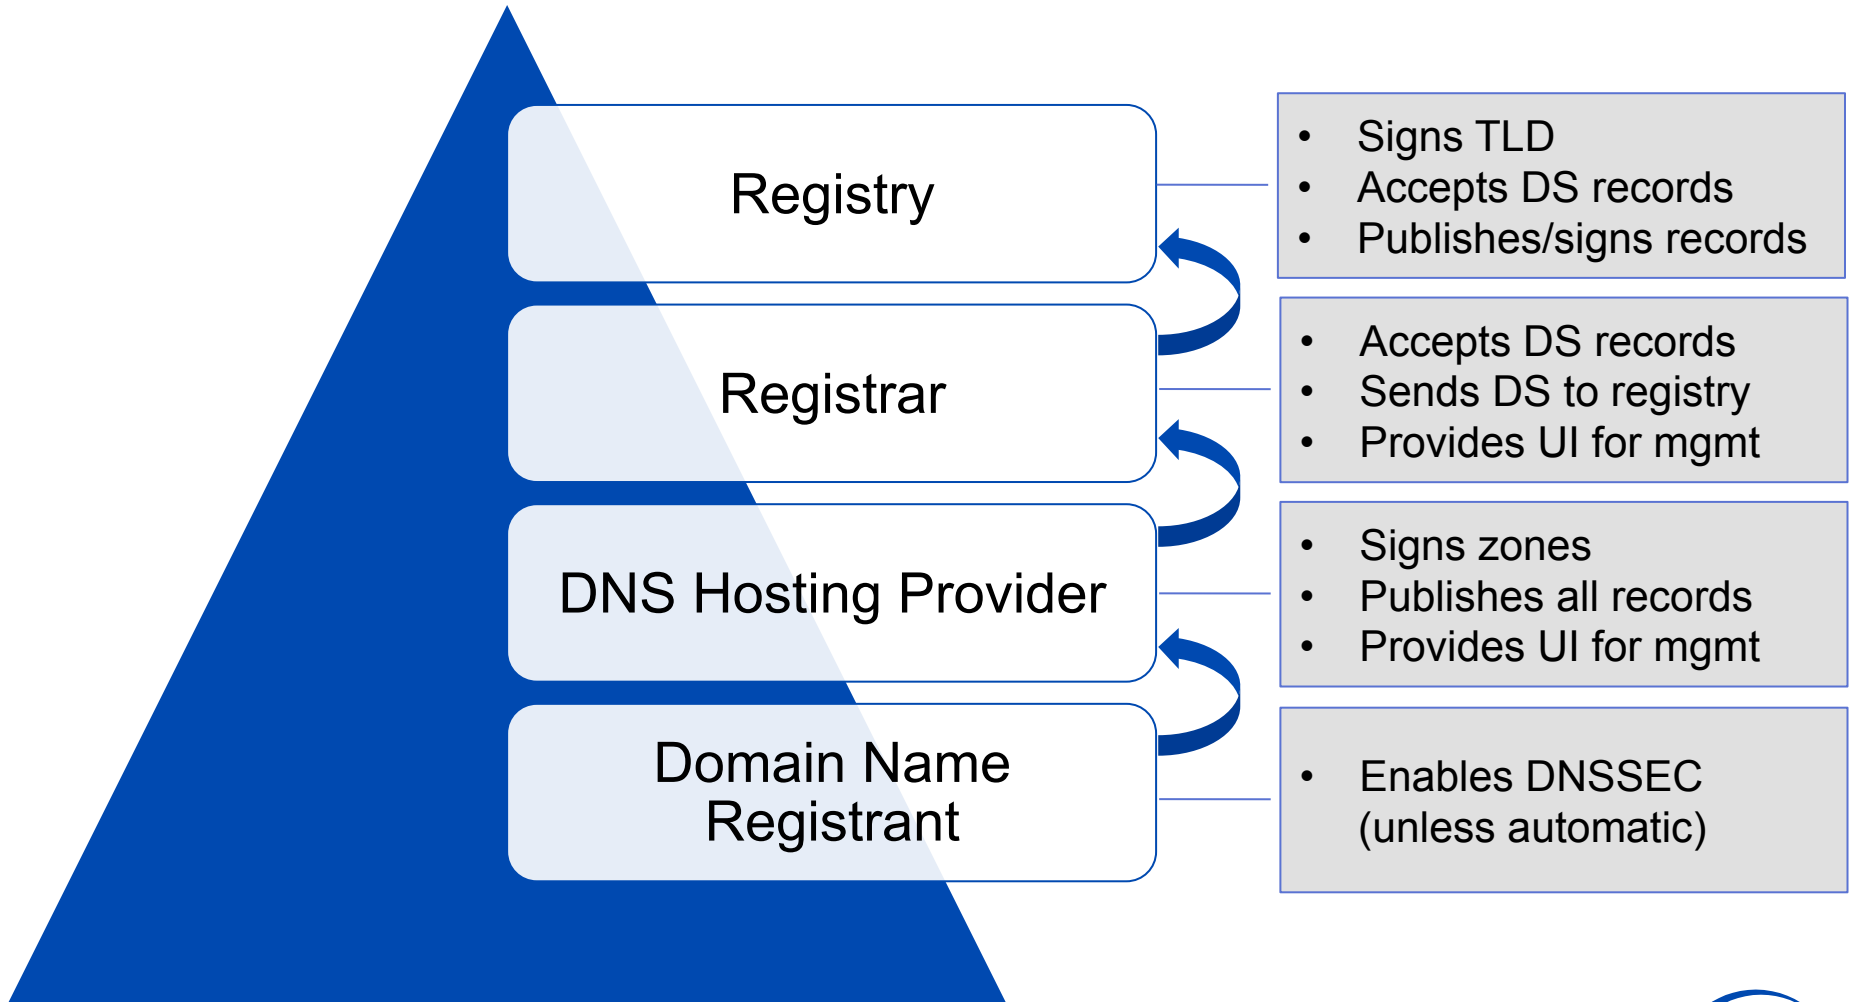 Registry
• Signs TLD
• Accepts DS records
• Publishes/signs records
Registrar
• Accepts DS records
• Sends DS to registry
• Provides UI for mgmt
DNS Hosting Provider
• Signs zones
• Publishes all records
• Provides UI for mgmt
Domain Name
Registrant
• Enables DNSSEC
(unless automatic)